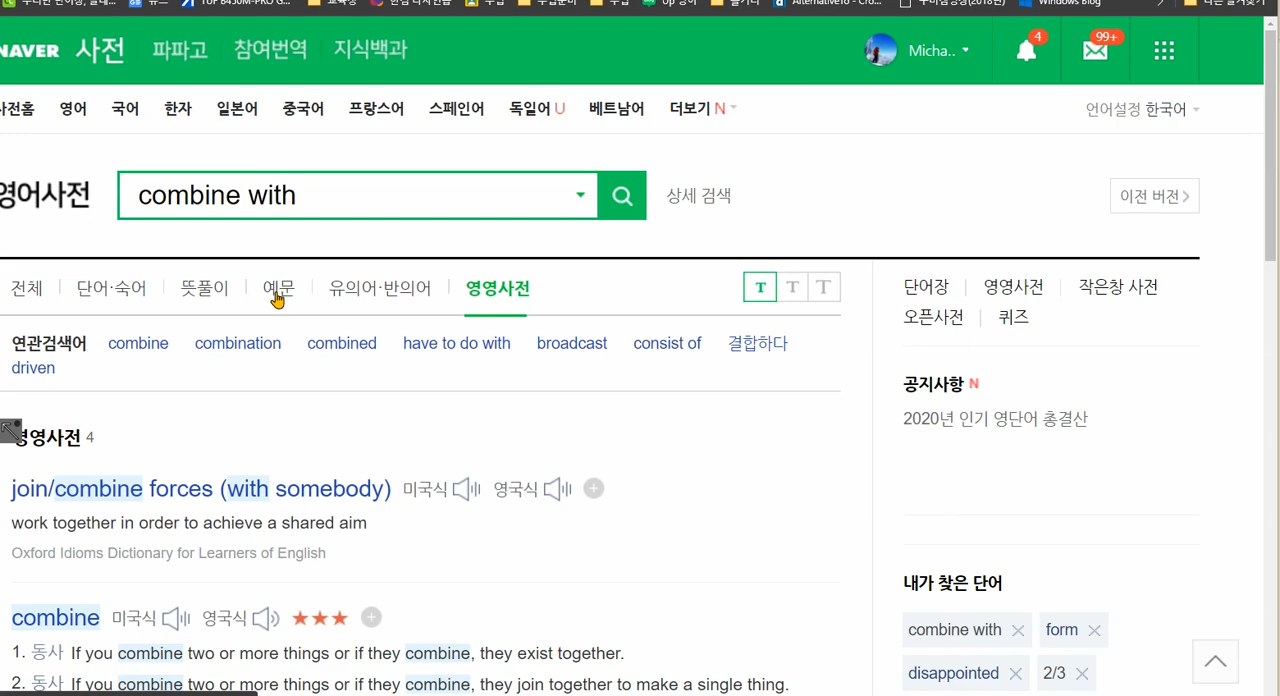 TUF B450M-PRO G...
Windows Blog
NAVER 사전 파파고 참여번역 지식백과 Micha.. 4 99+
사전홈 영어 국어 한자 일본어 중국어 프랑스어 스페인어 독일어 U 베트남어 더보기 N 언어설정 한국어
영어사전 combine with 상세 검색 이전 버전
전체 단어·숙어 뜻풀이 예문 유의어·반의어 영영사전 T T T
연관검색어 combine combination combined have to do with broadcast consist of 결합하다
driven
단어장 영영사전 작은창 사전
오픈사전 퀴즈
공지사항 N
2020년 인기 영단어 총결산
영영사전 4
join/combine forces (with somebody) 미국식 영국식
work together in order to achieve a shared aim
Oxford Idioms Dictionary for Learners of English
combine 미국식 영국식
1. 동사 If you combine two or more things or if they combine, they exist together.
2. 동사 If you combine two or more things or if they combine, they join together to make a single thing.
내가 찾은 단어
combine with form
disappointed 2/3